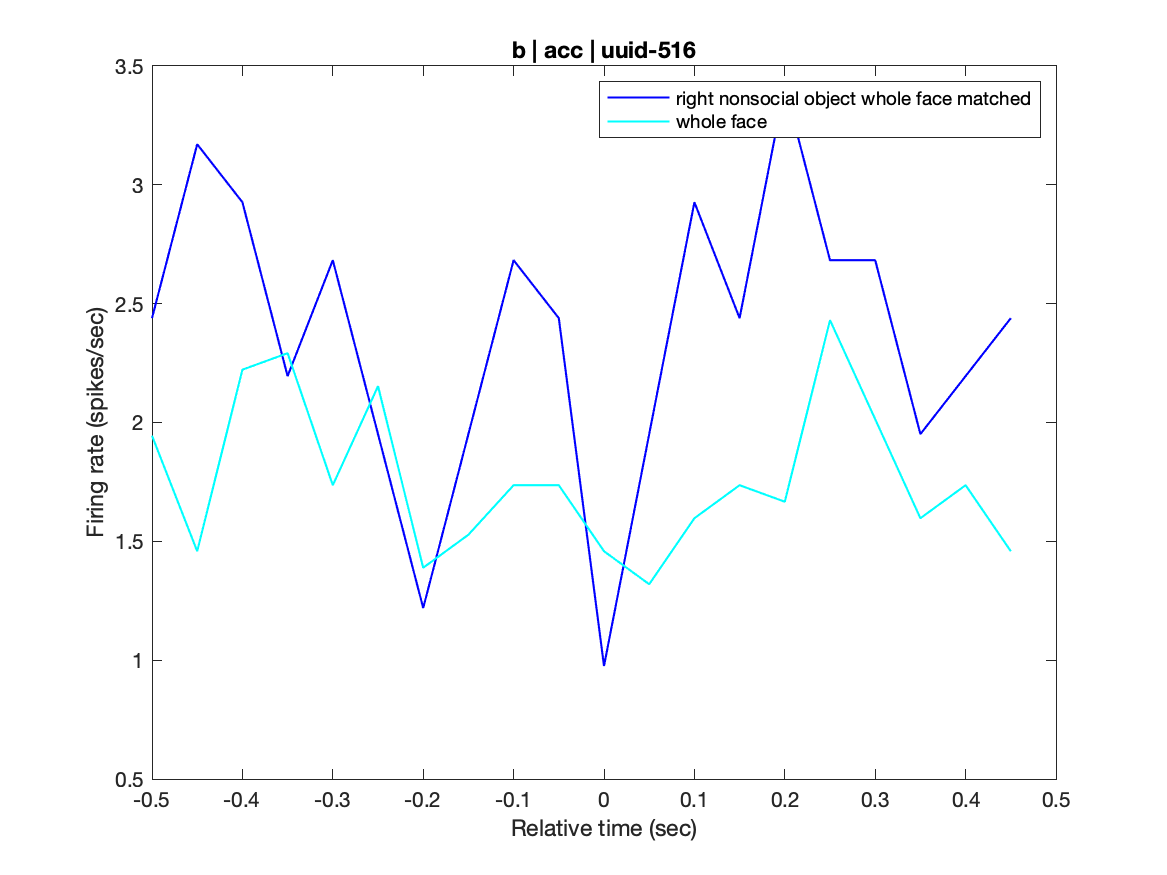 b | acc | uuid-516
right nonsocial object whole face matched
whole face
Firing rate (spikes/sec)
3.5
3
2.5
2
1.5
1
0.5
-0.5 -0.4 -0.3 -0.2 -0.1 0 0.1 0.2 0.3 0.4 0.5
Relative time (sec)